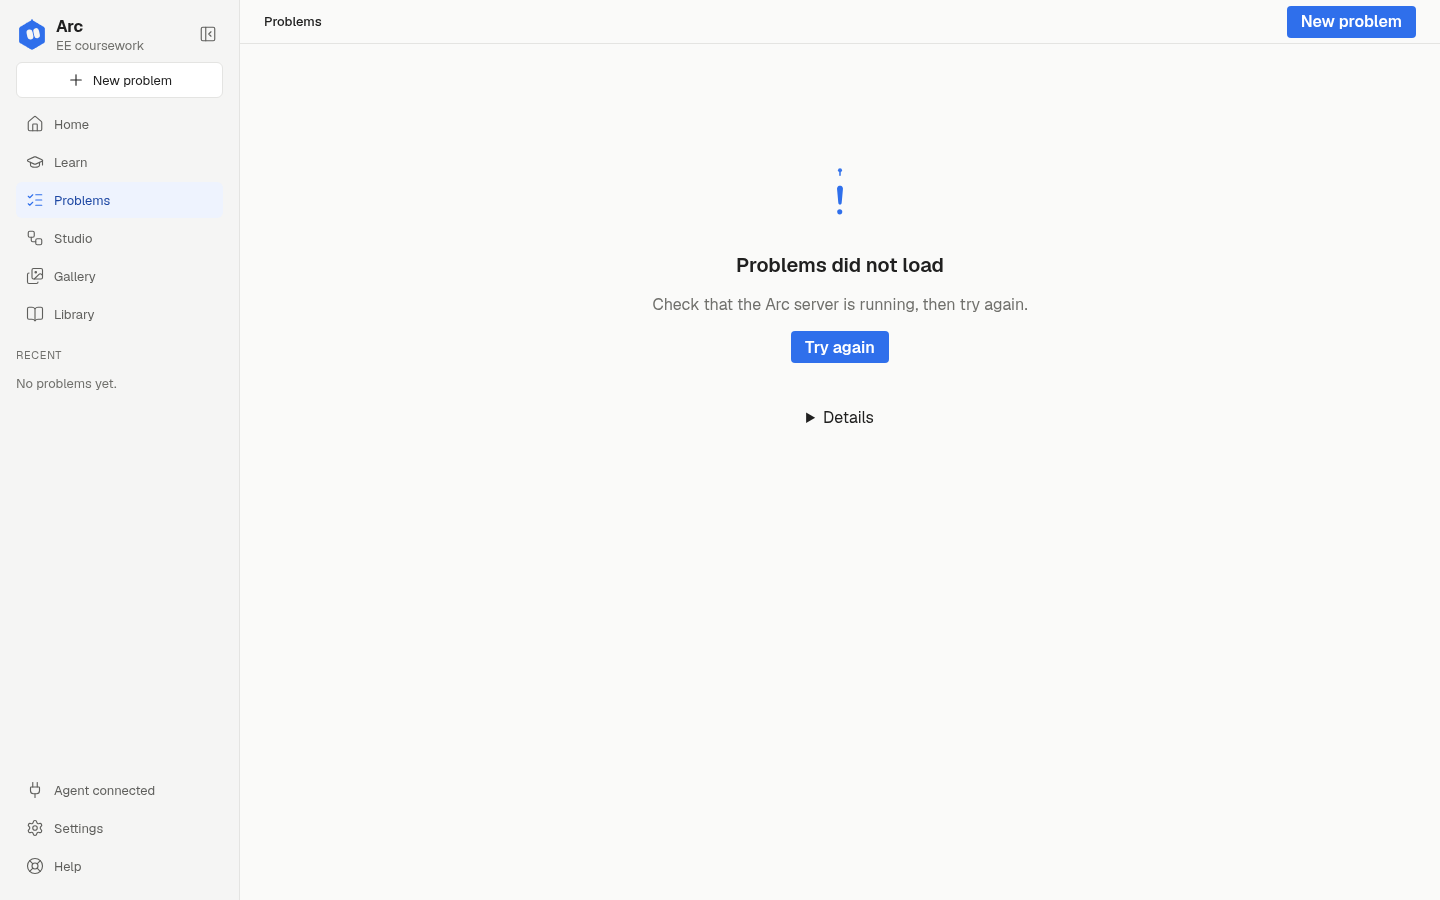 Arc
EE coursework
New problem
Home
Learn
Problems
Studio
Gallery
Library
RECENT
No problems yet.
Agent connected
Settings
Help
Problems
New problem
Problems did not load
Check that the Arc server is running, then try again.
Try again
Details